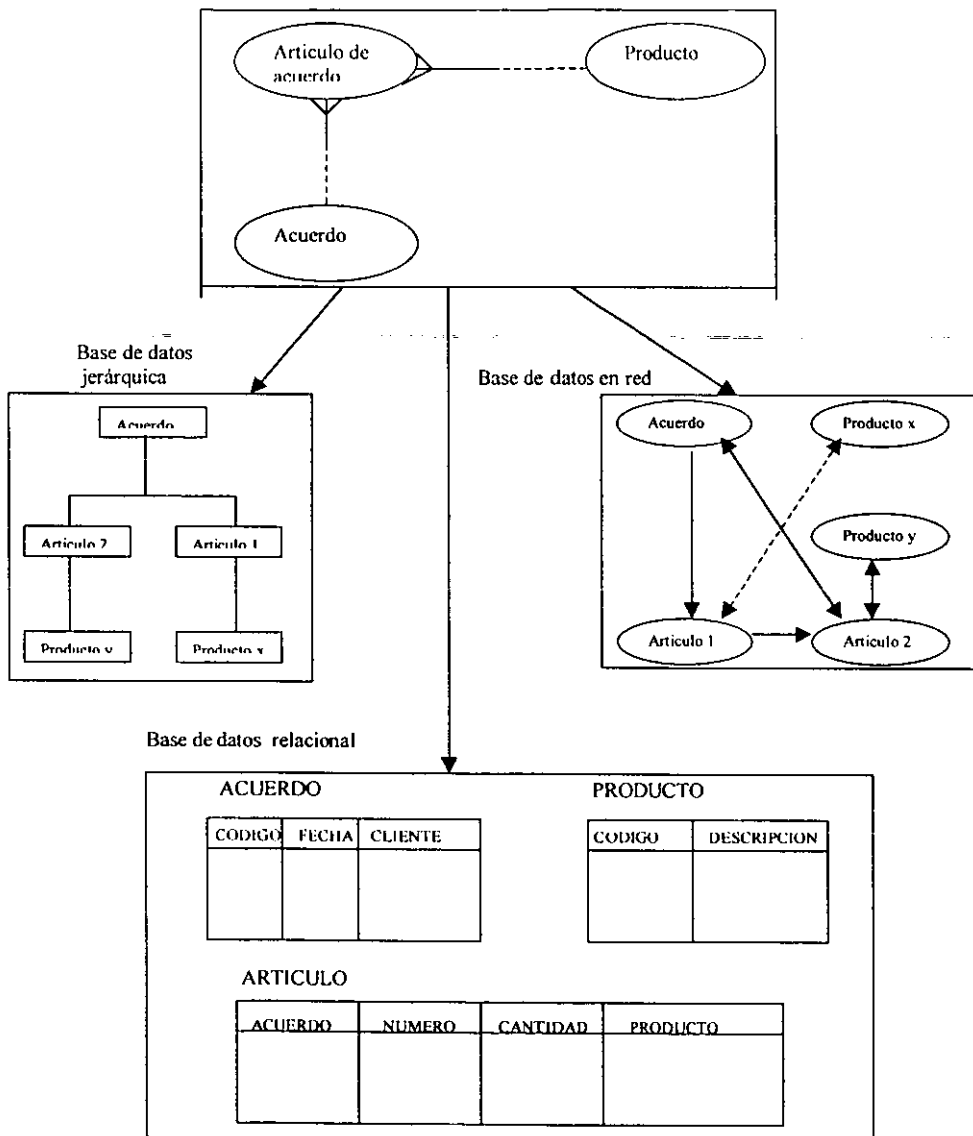 Articulo de
acuerdo
Producto
Acuerdo
Base de datos
jerárquica
Acuerdo
Articulo 2
Articulo 1
Producto y
Producto x
Base de datos en red
Acuerdo
Producto x
Producto y
Articulo 1
Articulo 2
Base de datos relacional
ACUERDO
CODIGO FECHA CLIENTE
PRODUCTO
CODIGO DESCRIPCION
ARTICULO
ACUERDO NUMERO CANTIDAD PRODUCTO